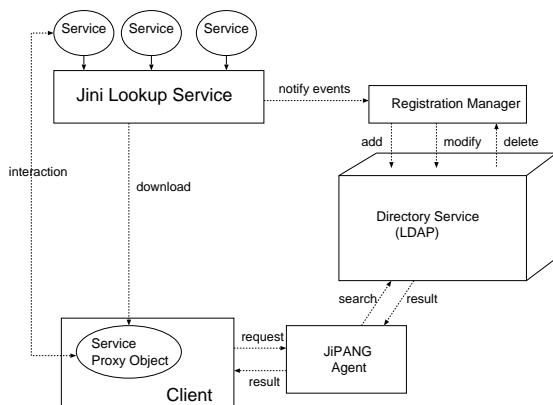 Service
Service
Service
Jini Lookup Service
notify events
Registration Manager
add
modify
delete
interaction
download
Directory Service
(LDAP)
search
result
Service
Proxy Object
request
JiPANG
Agent
result
Client